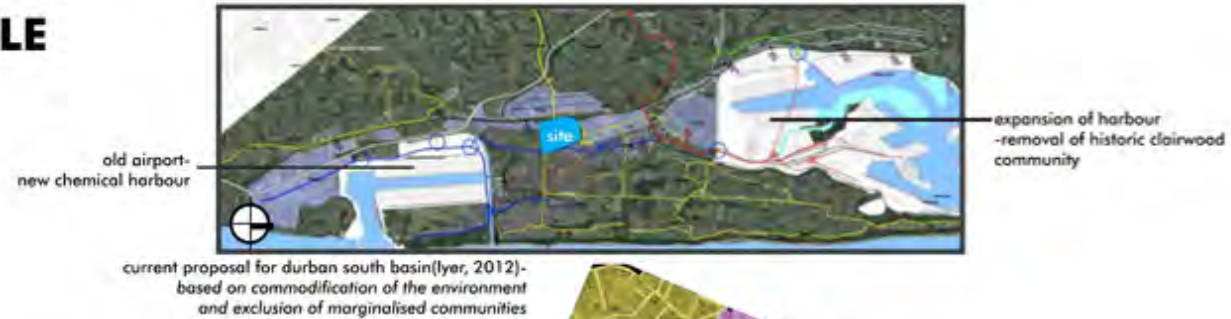 LE
site
old airport-
new chemical harbour
expansion of harbour
-removal of historic clairwood
community
current proposal for durban south basin(Iyer, 2012)-
based on commodification of the environment
and exclusion of marginalised communities